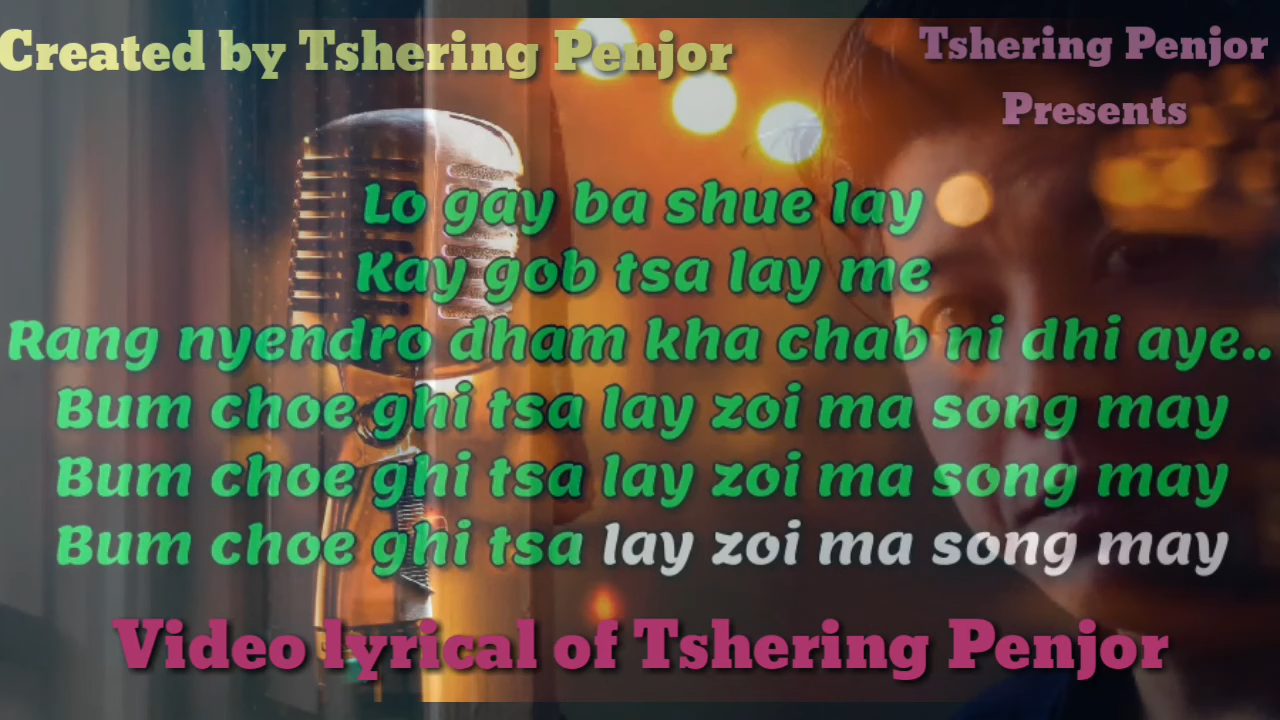 Created by Tshering Penjor
Tshering Penjor
Presents
Lo gay ba shue lay
Kay gob tsa lay me
Rang nyendro dham kha chab ni dhi aye..
Bum choe ghi tsa lay zoi ma song may
Bum choe ghi tsa lay zoi ma song may
Bum choe ghi tsa lay zoi ma song may
Video lyrical of Tshering Penjor